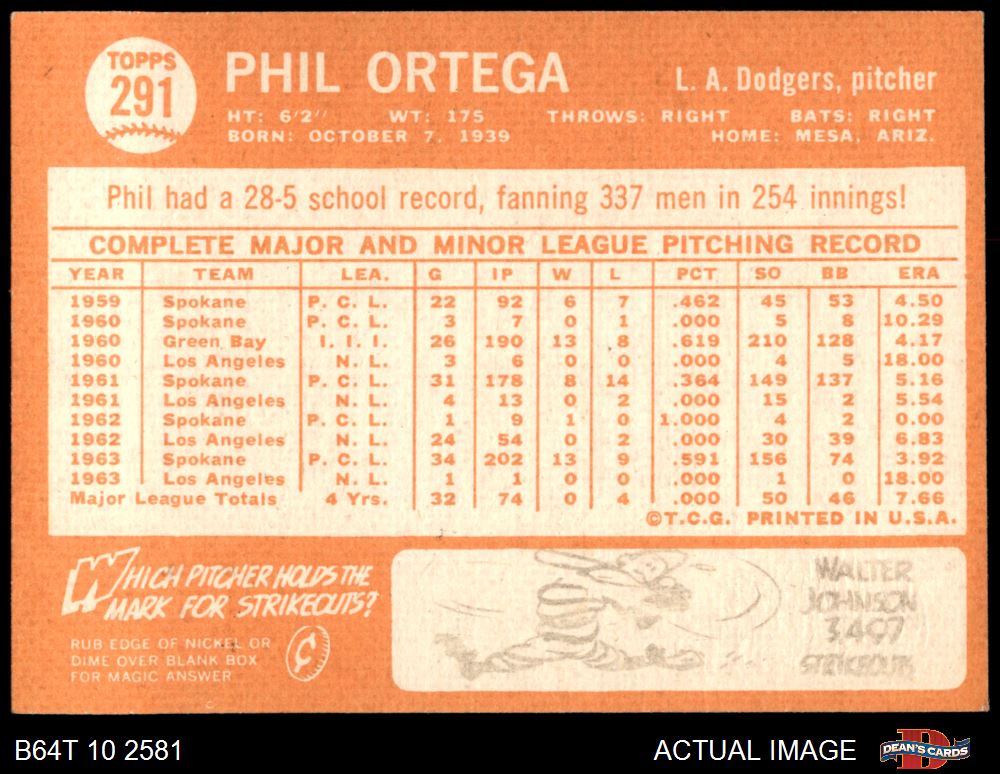 TOPPS
291
PHIL ORTEGA
L. A. Dodgers, pitcher
HT: 6'2" WT: 175 THROWS: RIGHT BATS: RIGHT
BORN: OCTOBER 7, 1939 HOME: MESA, ARIZ.
Phil had a 28-5 school record, fanning 337 men in 254 innings!
COMPLETE MAJOR AND MINOR LEAGUE PITCHING RECORD
YEAR TEAM LEA. G IP W L PCT SO BB ERA
1959 Spokane P. C. L. 22 92 6 7 .462 45 53 4.50
1960 Spokane P. C. L. 3 7 0 1 .000 5 8 10.29
1960 Green Bay I. I. I. 26 190 13 8 .619 210 128 4.17
1960 Los Angeles N. L. 3 6 0 0 .000 4 5 18.00
1961 Spokane P. C. L. 31 178 8 14 .364 149 137 5.16
1961 Los Angeles N. L. 4 13 0 2 .000 15 2 5.54
1962 Spokane P. C. L. 1 9 1 0 1.000 4 2 0.00
1962 Los Angeles N. L. 24 54 0 2 .000 30 39 6.83
1963 Spokane P. C. L. 34 202 13 9 .591 156 74 3.92
1963 Los Angeles N. L. 1 1 0 0 .000 1 0 18.00
Major League Totals 4 Yrs. 32 74 0 4 .000 50 46 7.66
©T.C.G. PRINTED IN U.S.A.
WHICH PITCHER HOLDS THE
MARK FOR STRIKEOUTS?
RUB EDGE OF NICKEL OR
DIME OVER BLANK BOX
FOR MAGIC ANSWER
WALTER
JOHNSON
3,497
STRIKEOUTS
B64T 10 2581
ACTUAL IMAGE
DEAN'S CARDS